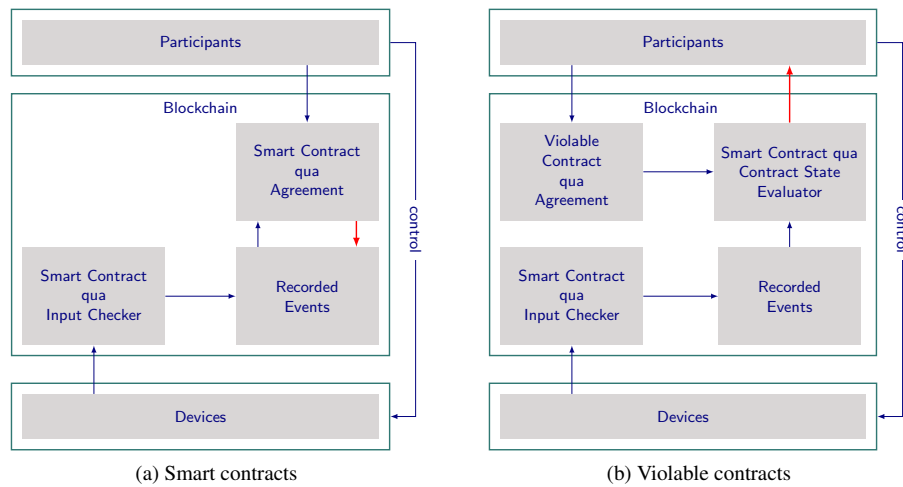 Participants
Blockchain
Smart Contract
qua
Agreement
Smart Contract
qua
Input Checker
Recorded
Events
control
Devices
(a) Smart contracts
Participants
Blockchain
Violable
Contract
qua
Agreement
Smart Contract qua
Contract State
Evaluator
Smart Contract
qua
Input Checker
Recorded
Events
control
Devices
(b) Violable contracts